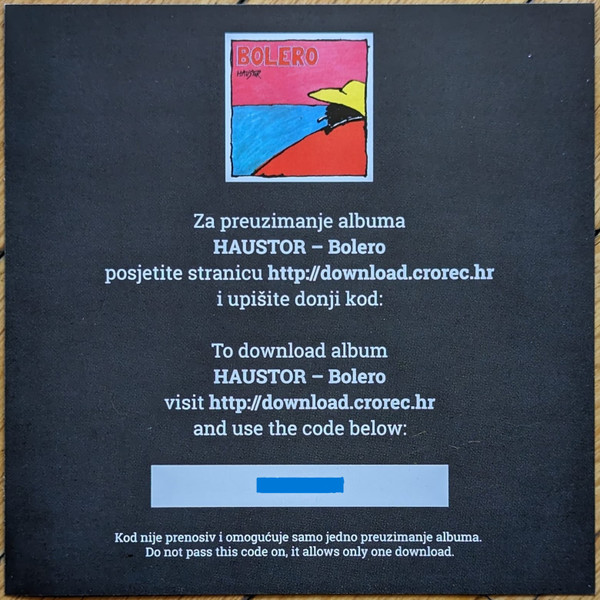 BOLERO
HAUSTOR
Za preuzimanje albuma
HAUSTOR – Bolero
posjetite stranicu http://download.crorec.hr
i upišite donji kod:
To download album
HAUSTOR – Bolero
visit http://download.crorec.hr
and use the code below:
Kod nije prenosiv i omogućuje samo jedno preuzimanje albuma.
Do not pass this code on, it allows only one download.